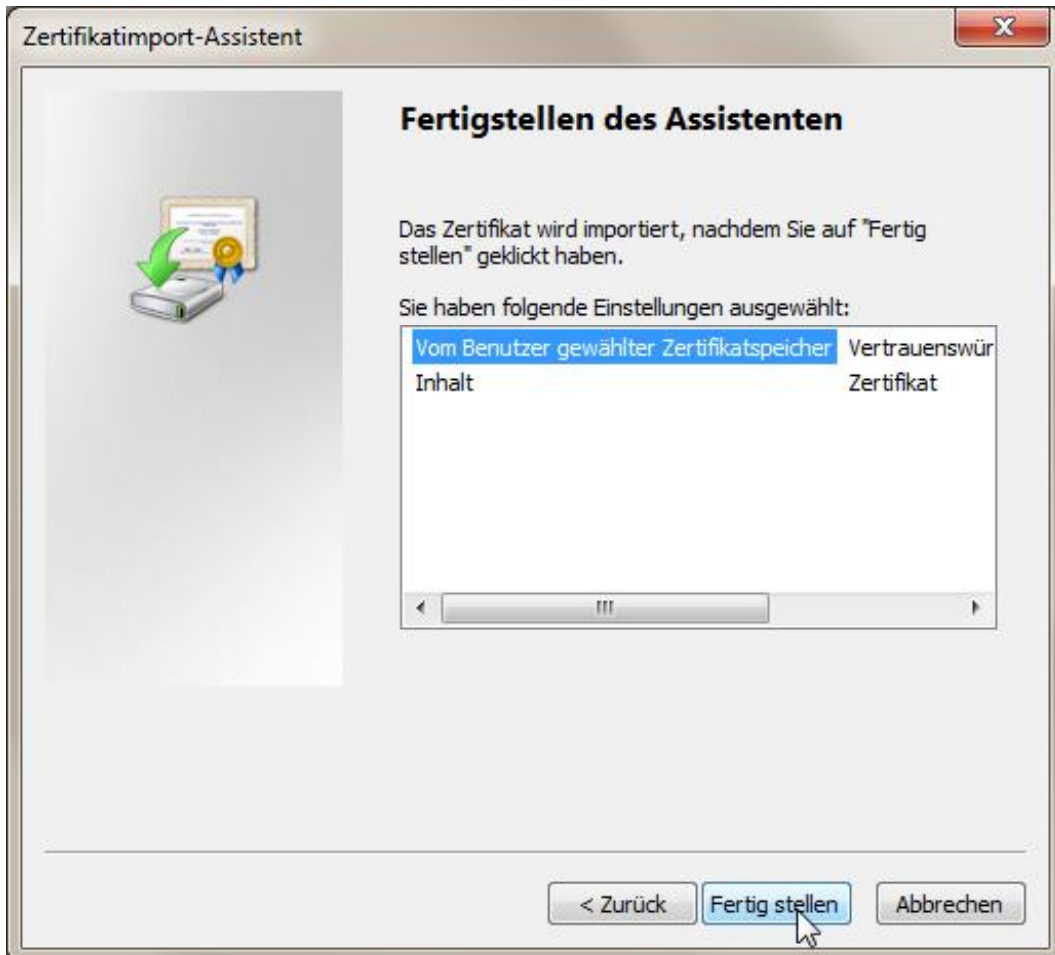 Zertifikatimport-Assistent
Fertigstellen des Assistenten
Das Zertifikat wird importiert, nachdem Sie auf "Fertig
stellen" geklickt haben.
Sie haben folgende Einstellungen ausgewählt:
Vom Benutzer gewählter Zertifikatspeicher Vertrauenswür
Inhalt Zertifikat
< Zurück Fertig stellen Abbrechen